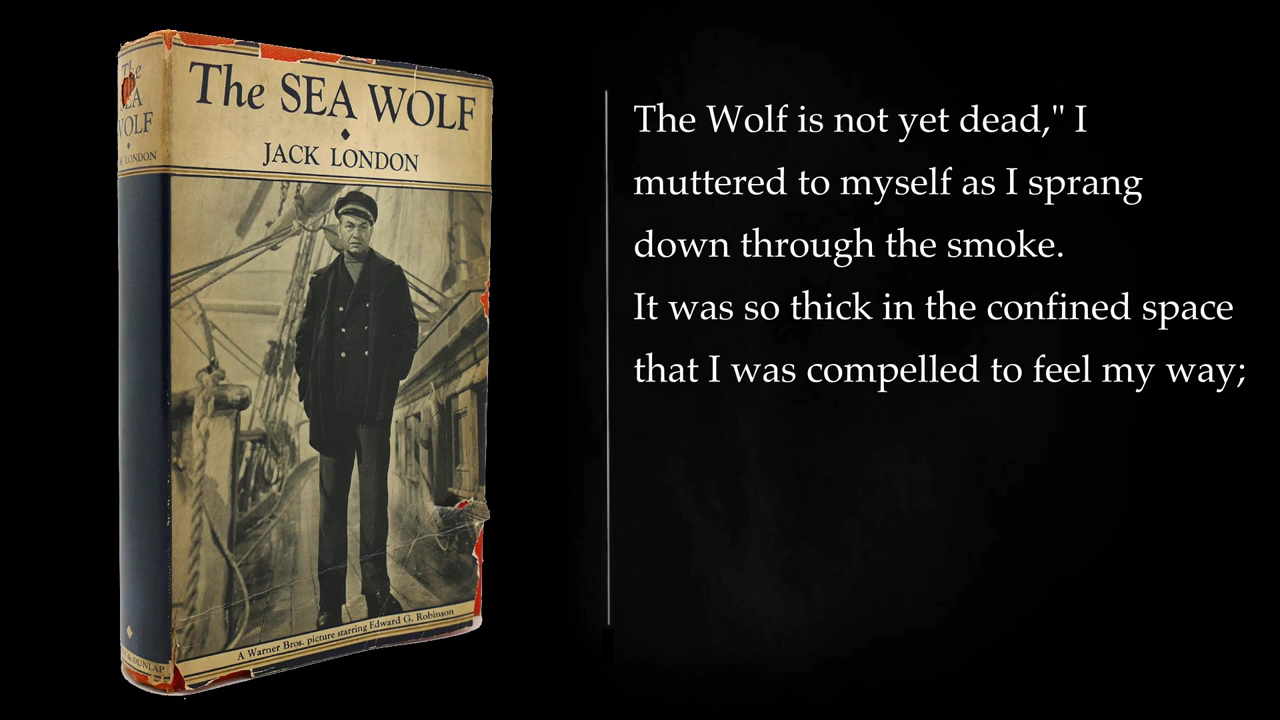 The
SEA
WOLF
LONDON
The SEA WOLF
JACK LONDON
A Warner Bros. picture starring Edward G. Robinson
DUNLAP
The Wolf is not yet dead," I
muttered to myself as I sprang
down through the smoke.
It was so thick in the confined space
that I was compelled to feel my way;